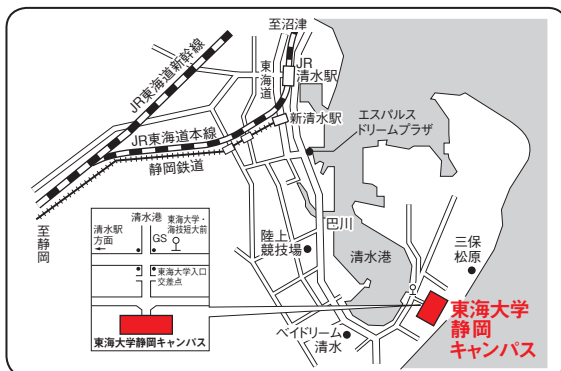 至沼津
JR東海道新幹線
東海道
JR
清水駅
新清水駅
エスパルス
ドリームプラザ
JR東海道本線
静岡鉄道
至静岡
清水港
清水駅
方面
GS
東海大学・
海技短大前
東海大学入口
交差点
東海大学静岡キャンパス
陸上
競技場
巴川
清水港
三保
松原
ベイドリーム
清水
東海大学
静岡
キャンパス